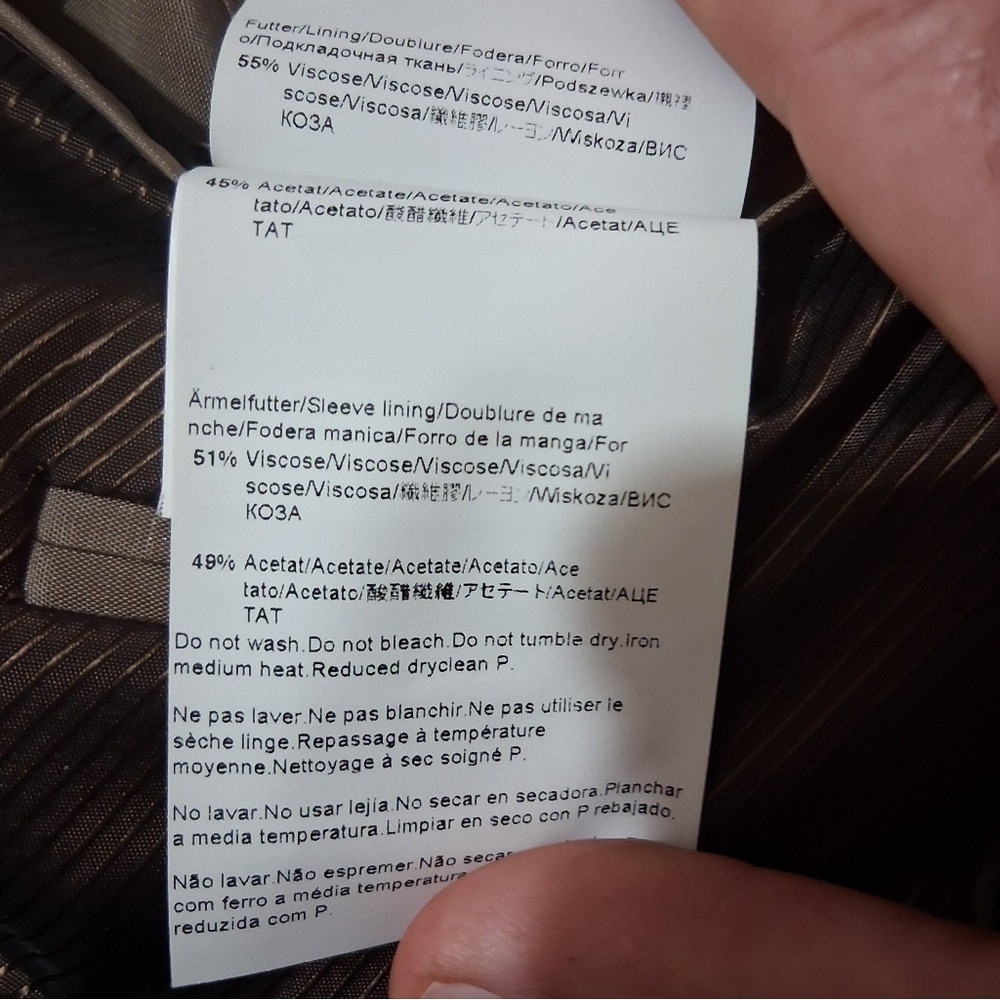 Futter/Lining/Doublure/Fodera/Forro/Forr
o/Подкладочная ткань/ライニング/Podszewka/襯裡
55% Viscose/Viscose/Viscose/Viscosa/Vi
scose/Viscosa/纖維膠/レーヨン/Wiskoza/ВИС
КОЗА
45% Acetat/Acetate/Acetate/Acetato/Ace
tato/Acetato/醋酯纖維/アセテート/Acetat/АЦЕ
ТАТ
Ärmelfutter/Sleeve lining/Doublure de ma
nche/Fodera manica/Forro de la manga/For
51% Viscose/Viscose/Viscose/Viscosa/Vi
scose/Viscosa/纖維膠/レーヨン/Wiskoza/ВИС
КОЗА
49% Acetat/Acetate/Acetate/Acetato/Ace
tato/Acetato/酸醋纖維/アセテート/Acetat/АЦЕ
ТАТ
Do not wash.Do not bleach.Do not tumble dry.Iron
medium heat.Reduced dryclean P.
Ne pas laver.Ne pas blanchir.Ne pas utiliser le
sèche linge.Repassage à température
moyenne.Nettoyage à sec soigné P.
No lavar.No usar lejía.No secar en secadora.Planchar
a media temperatura.Limpiar en seco con P rebajado.
Não lavar.Não espremer.Não secar
com ferro a média temperatura
reduzida com P.